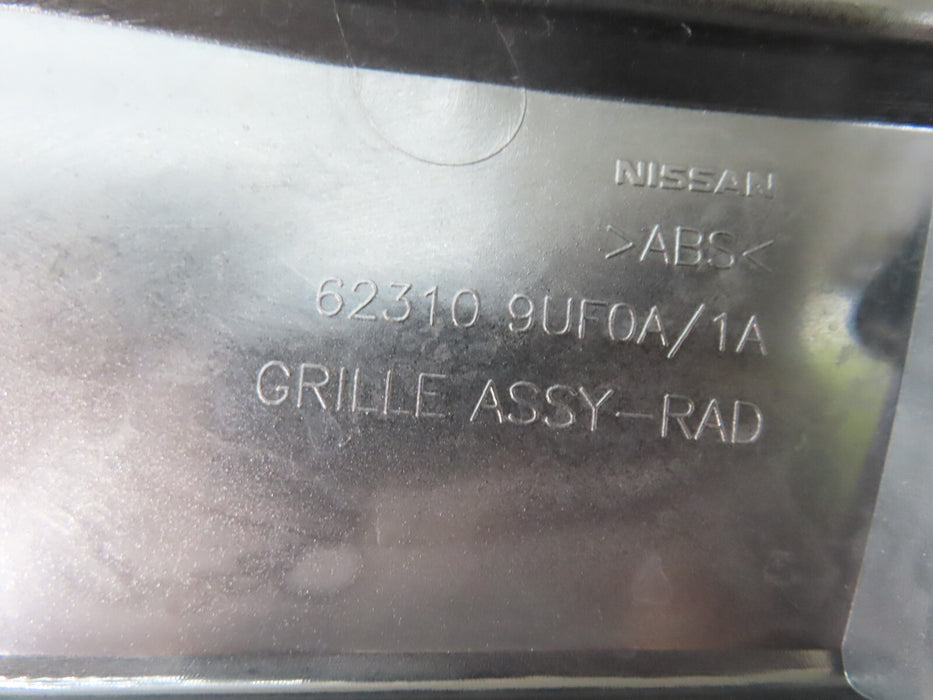 NISSAN
>ABS<
62310 9UF0A/1A
GRILLE ASSY-RAD